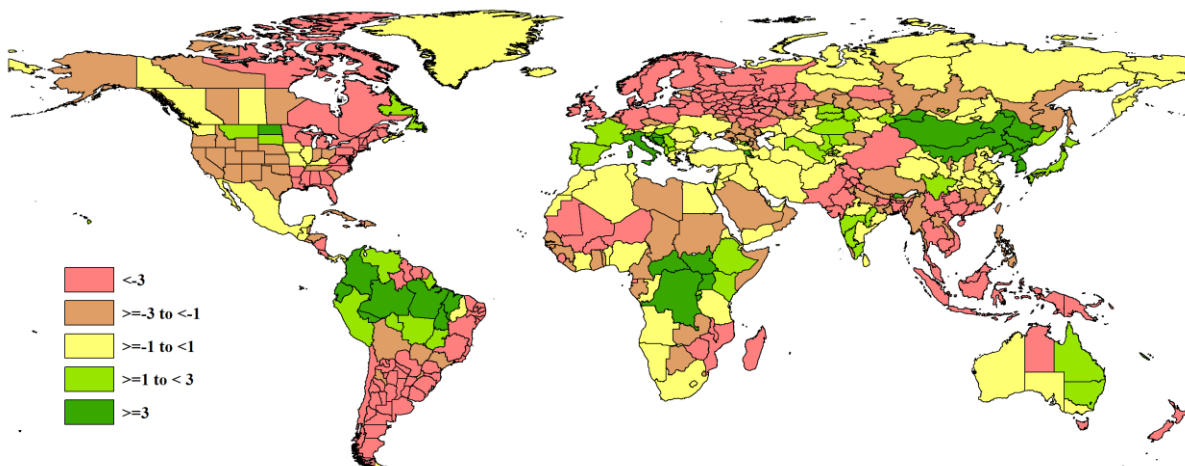 <-3
>=-3 to <-1
>=-1 to <1
>=1 to < 3
>=3